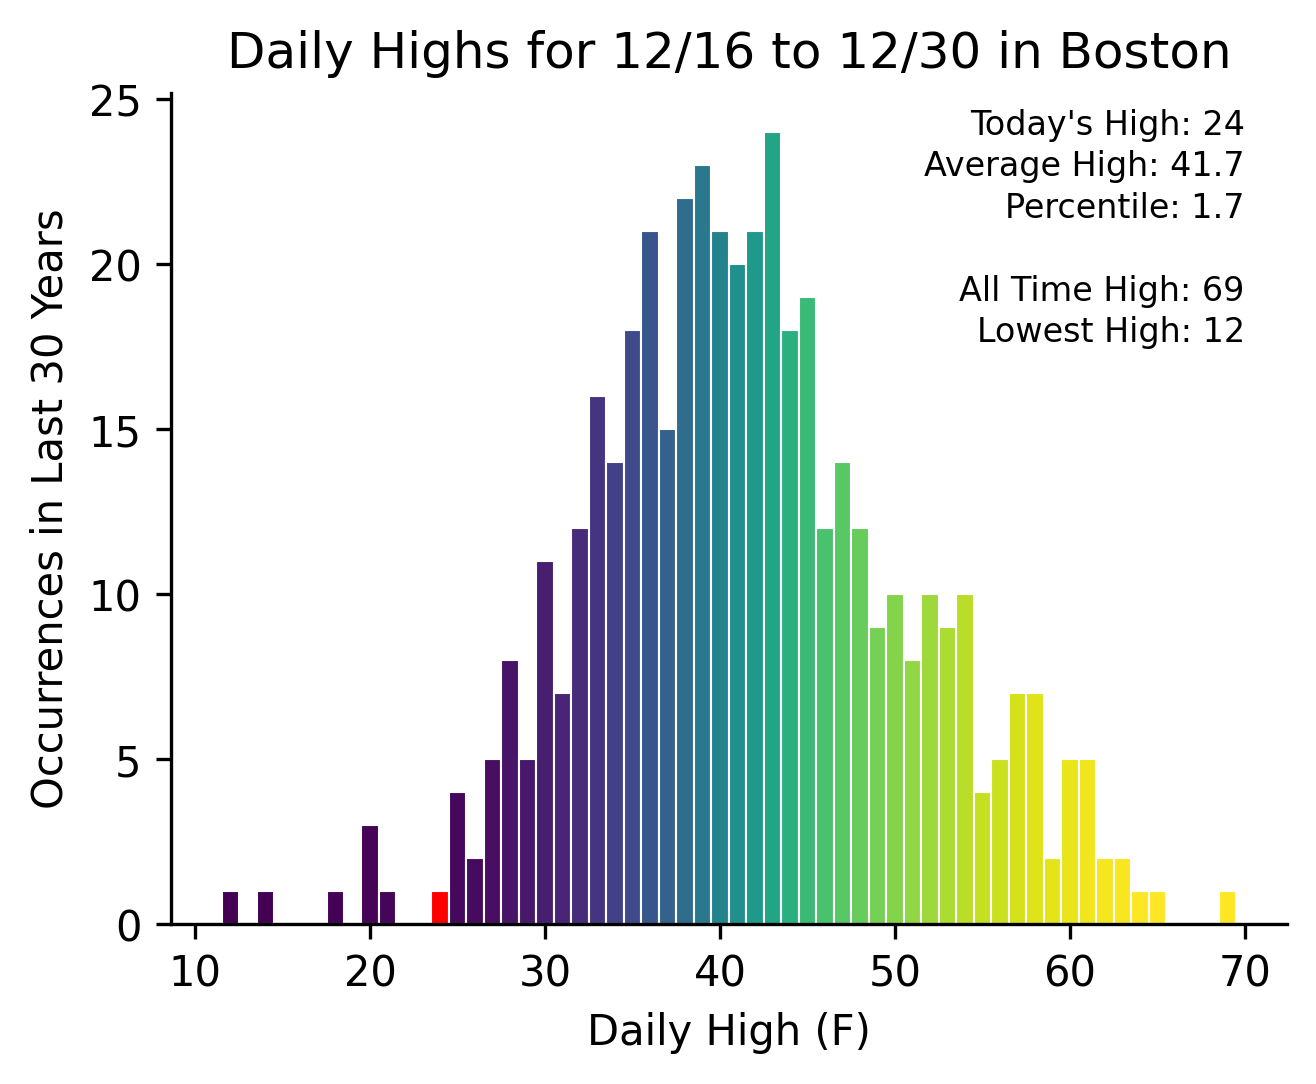 Daily Highs for 12/16 to 12/30 in Boston
Today's High: 24
Average High: 41.7
Percentile: 1.7
All Time High: 69
Lowest High: 12
Occurrences in Last 30 Years
25
20
15
10
5
0
10 20 30 40 50 60 70
Daily High (F)